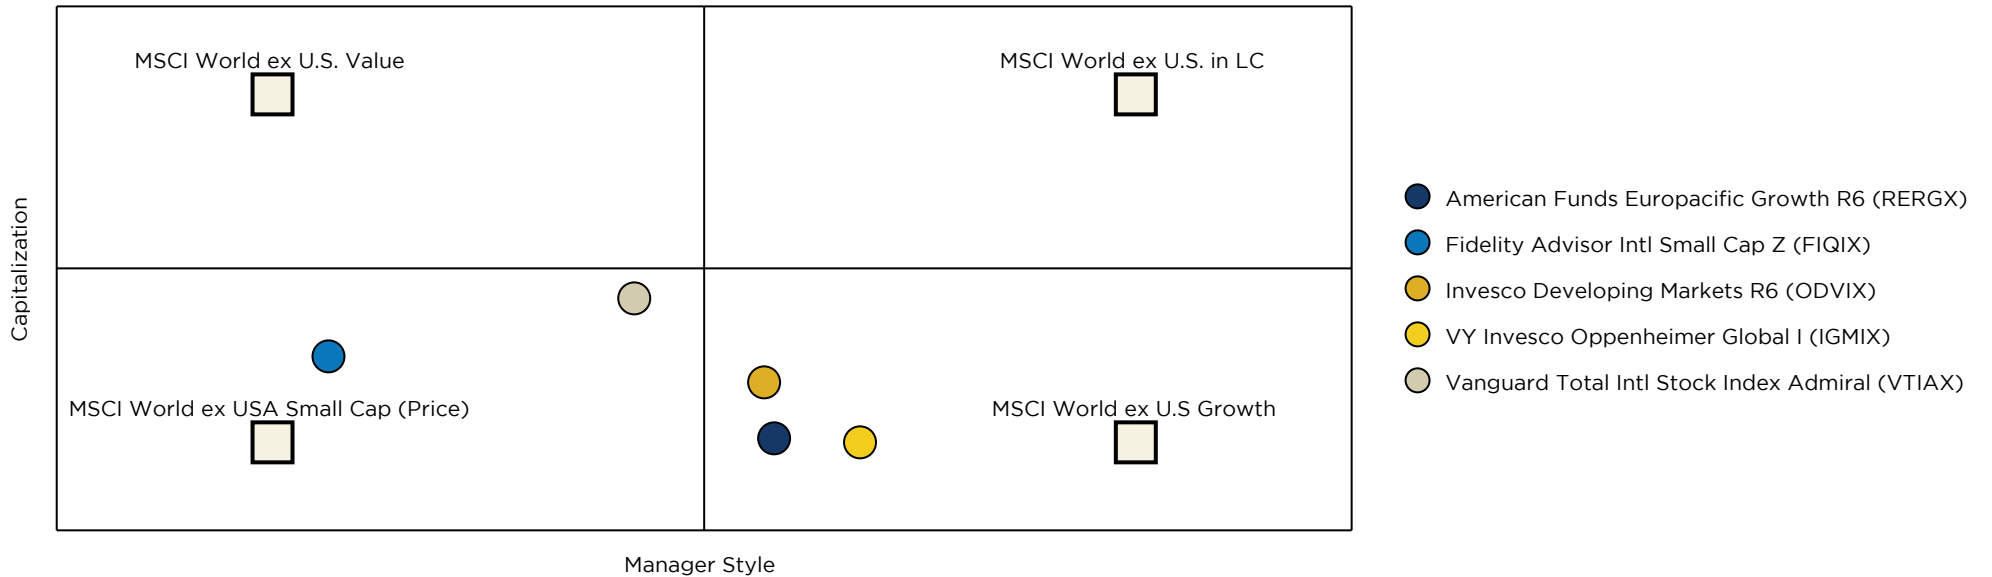 MSCI World ex U.S. Value
MSCI World ex U.S. in LC
Capitalization
MSCI World ex USA Small Cap (Price)
MSCI World ex U.S Growth
Manager Style
American Funds Europacific Growth R6 (RERGX)
Fidelity Advisor Intl Small Cap Z (FIQIX)
Invesco Developing Markets R6 (ODVIX)
VY Invesco Oppenheimer Global I (IGMIX)
Vanguard Total Intl Stock Index Admiral (VTIAX)